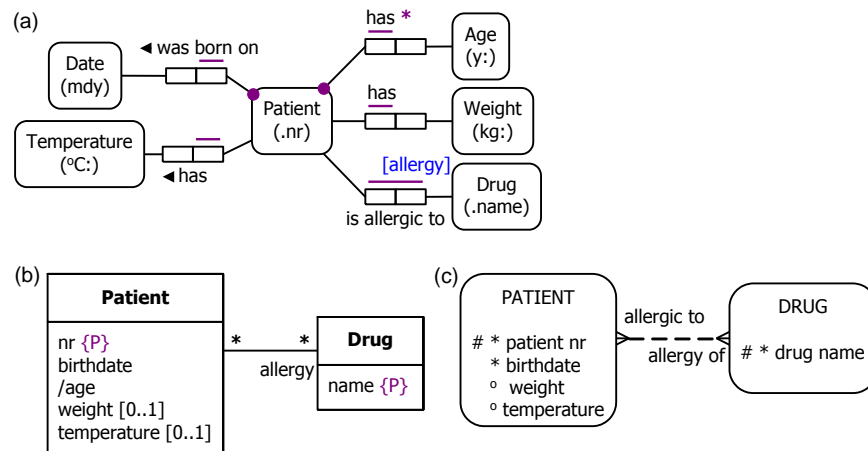 (a)
has *
Age
(y:)
◄ was born on
Date
(mdy)
has
Patient
(.nr)
Weight
(kg:)
Temperature
(ºC:)
◄ has
[allergy]
Drug
(.name)
is allergic to
(b)
Patient
nr {P}
birthdate
/age
weight [0..1]
temperature [0..1]
* *
allergy
Drug
name {P}
(c)
PATIENT
# * patient nr
* birthdate
o weight
o temperature
allergic to
allergy of
DRUG
# * drug name